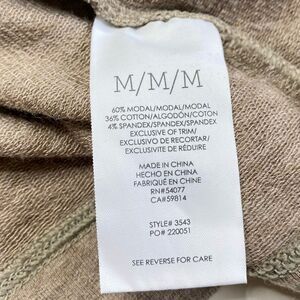 M/M/M
60% MODAL/MODAL/MODAL
36% COTTON/ALGODÓN/COTON
4% SPANDEX/SPANDEX/SPANDEX
EXCLUSIVE OF TRIM/
EXCLUSIVO DE RECORTAR/
EXCLUSIVITE DE RÉDUIRE
MADE IN CHINA
HECHO EN CHINA
FABRIQUÉ EN CHINE
RN#54077
CA#59814
STYLE# 3543
PO# 220051
SEE REVERSE FOR CARE